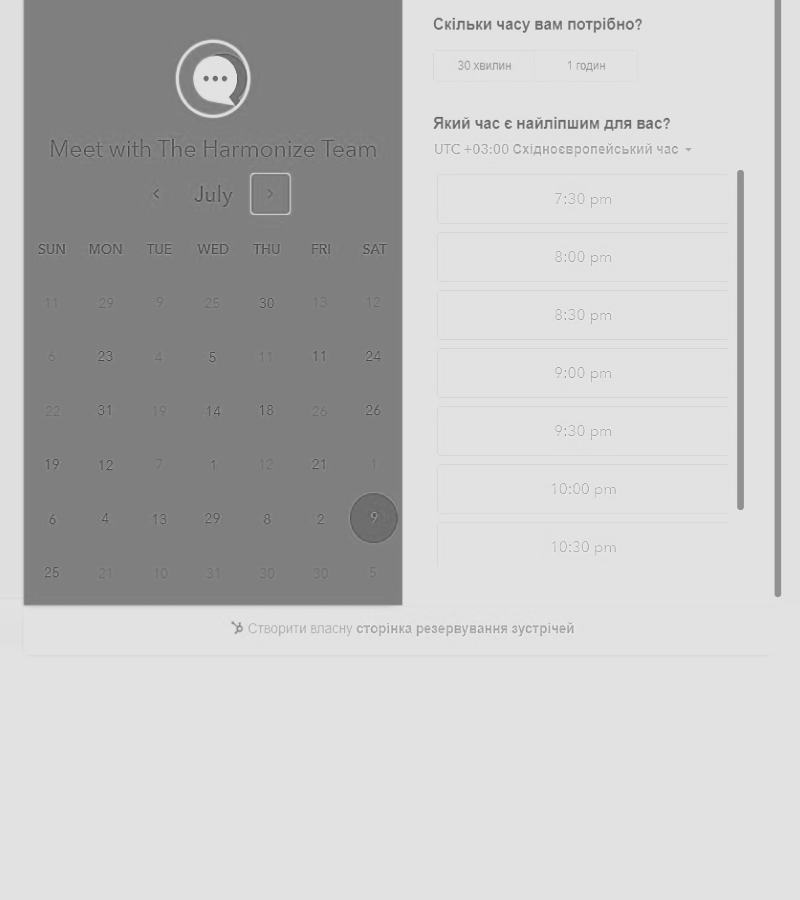 Meet with The Harmonize Team
July
SUN MON TUE WED THU FRI SAT
11 29 9 25 30 13 12
6 23 4 5 11 11 24
22 31 19 14 18 26 26
19 12 7 1 12 21 1
6 4 13 29 8 2 9
25 21 10 31 30 30 5
Скільки часу вам потрібно?
30 хвилин 1 годин
Який час є найліпшим для вас?
UTC +03:00 Східноєвропейський час
7:30 pm
8:00 pm
8:30 pm
9:00 pm
9:30 pm
10:00 pm
10:30 pm
Створити власну сторінка резервування зустрічей